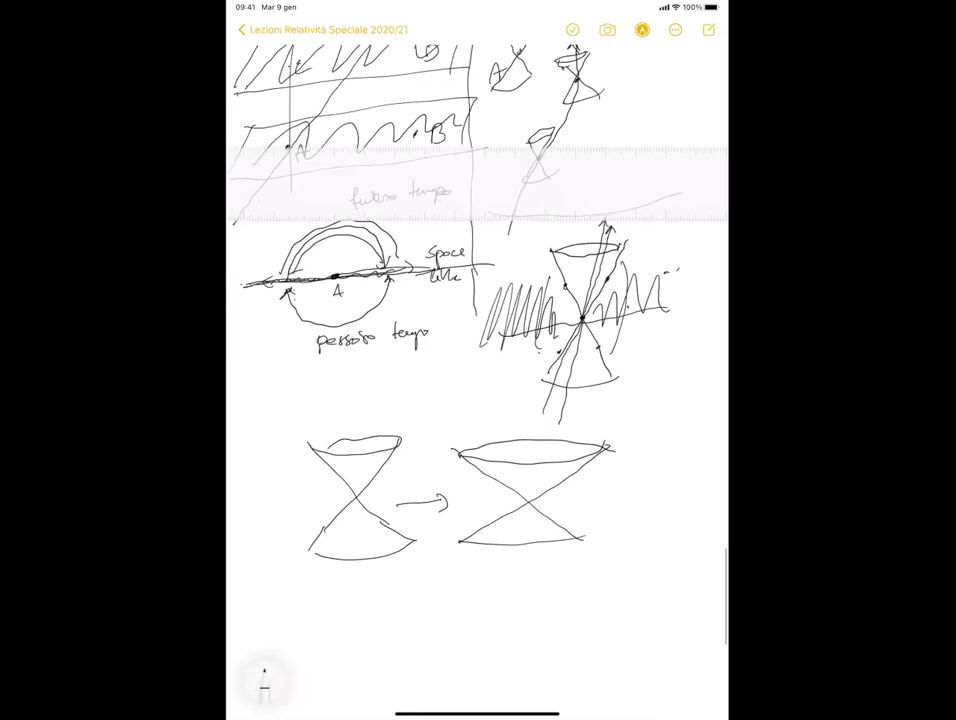 09:41 Mar 9 gen
100%
Lezioni Relatività Speciale 2020/21
B
A
B
A
futuro tempo
space
like
A
passato tempo